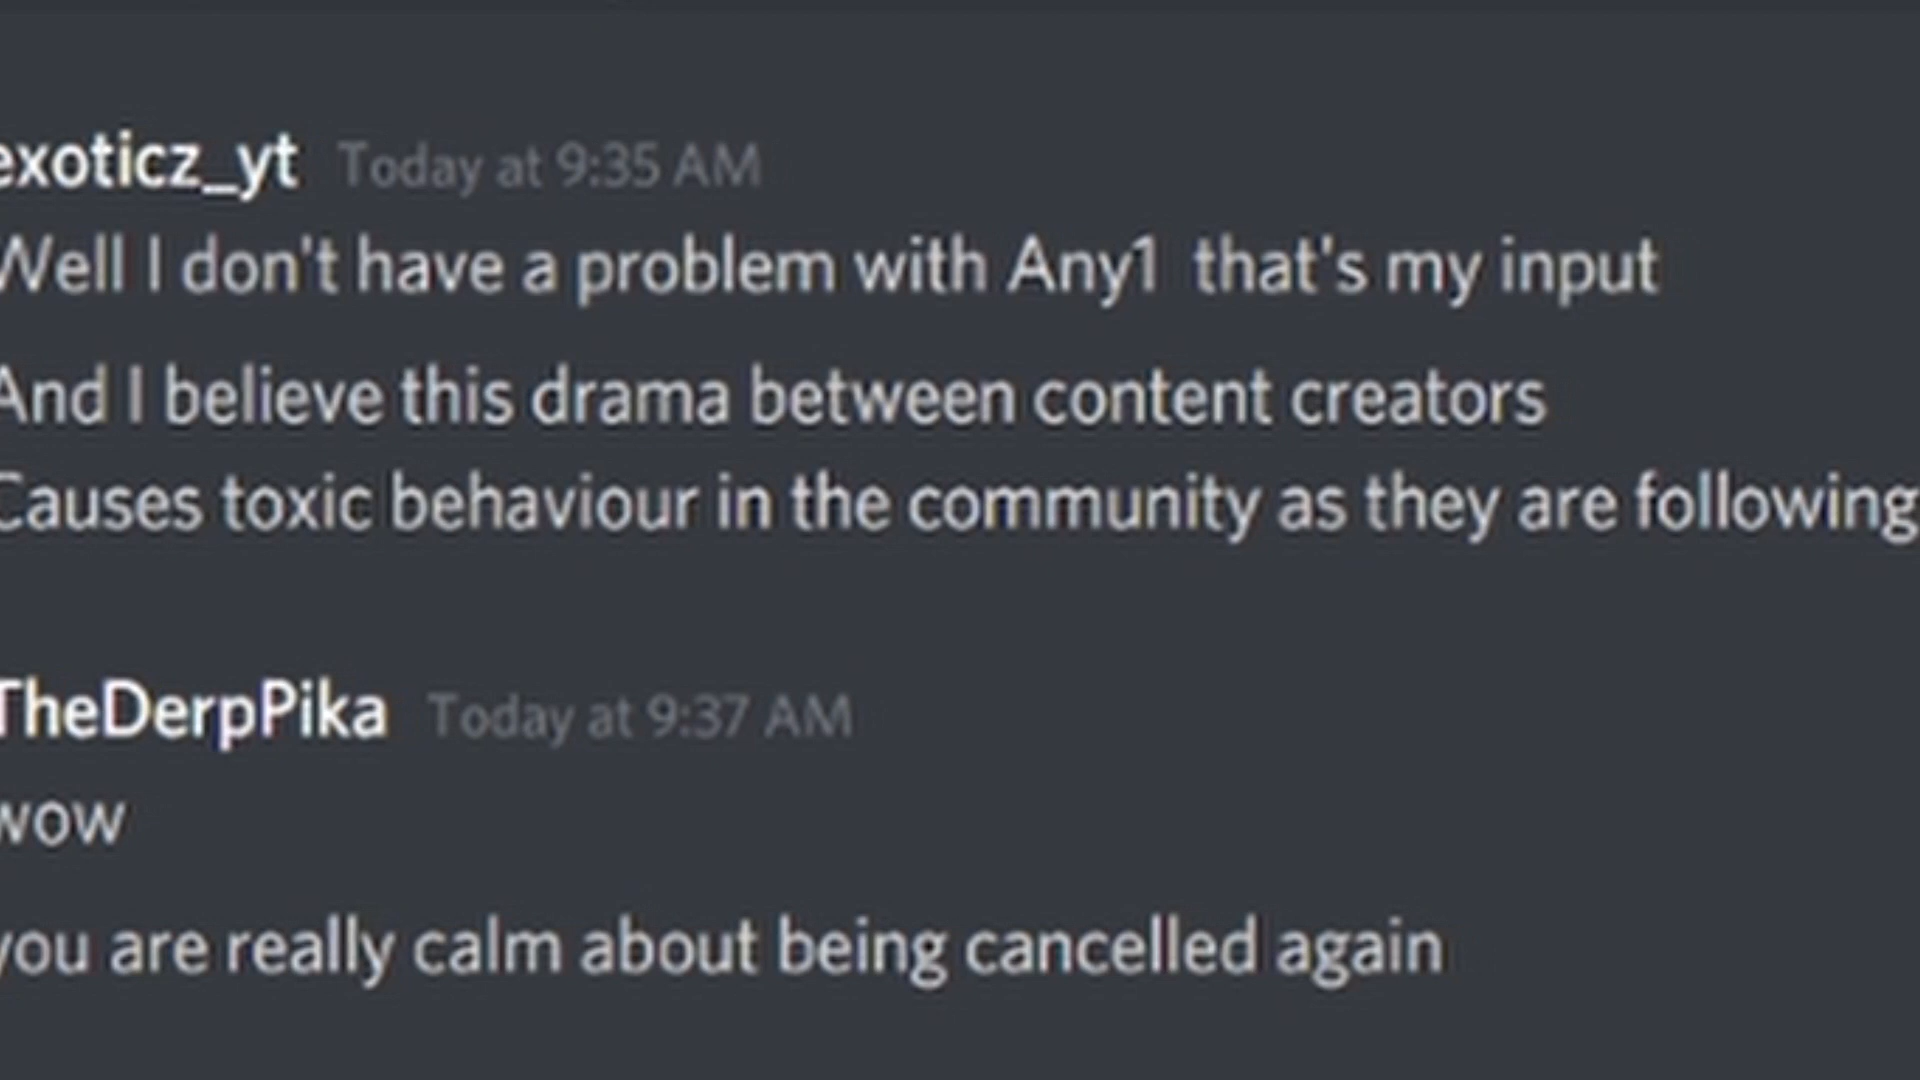 exoticz_yt Today at 9:35 AM
Well I don't have a problem with Any1 that's my input
And I believe this drama between content creators
Causes toxic behaviour in the community as they are following
TheDerpPika Today at 9:37 AM
wow
you are really calm about being cancelled again